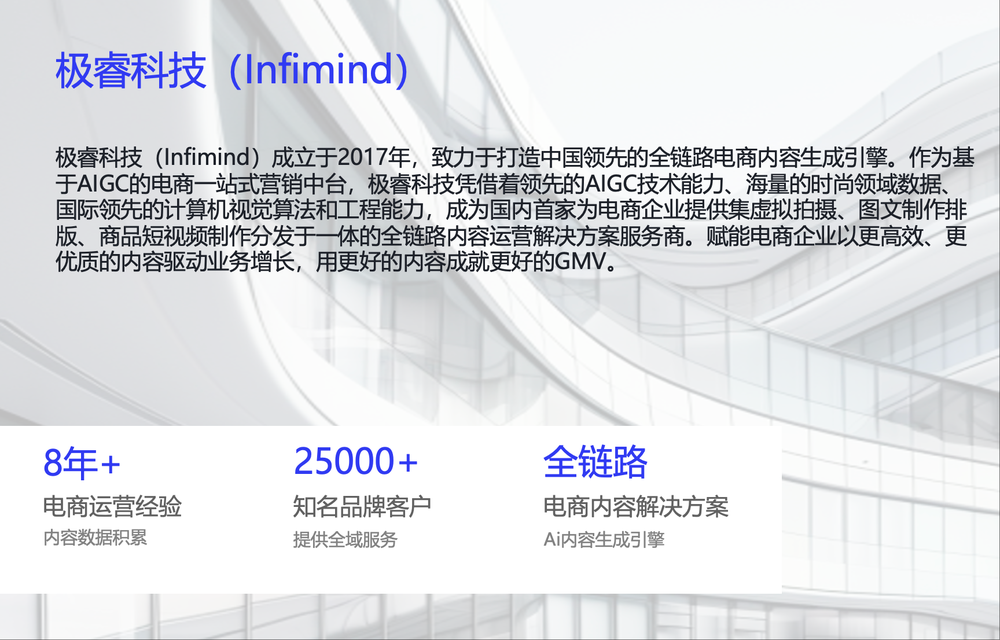 极睿科技（Infimind）
极睿科技（Infimind）成立于2017年，致力于打造中国领先的全链路电商内容生成引擎。作为基
于AIGC的电商一站式营销中台，极睿科技凭借着领先的AIGC技术能力、海量的时尚领域数据、
国际领先的计算机视觉算法和工程能力，成为国内首家为电商企业提供集虚拟拍摄、图文制作排
版、商品短视频制作分发于一体的全链路内容运营解决方案服务商。赋能电商企业以更高效、更
优质的内容驱动业务增长，用更好的内容成就更好的GMV。
8年+
电商运营经验
内容数据积累
25000+
知名品牌客户
提供全域服务
全链路
电商内容解决方案
Ai内容生成引擎